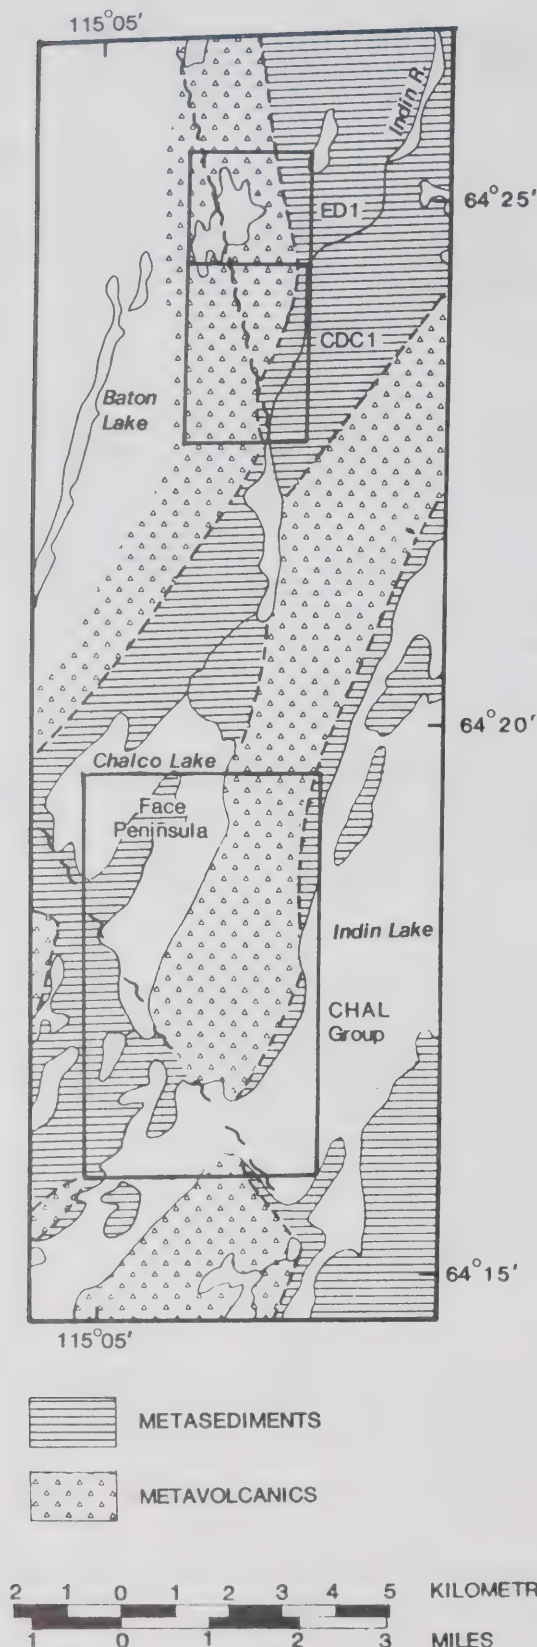 115°05'
Indin R.
64°25'
ED1
CDC1
Baton
Lake
64°20'
Chalco Lake
Face
Peninsula
Indin Lake
CHAL
Group
64°15'
115°05'
METASEDIMENTS
METAVOLCANICS
2 1 0 1 2 3 4 5 KILOMETR
1 0 1 2 3 MILES